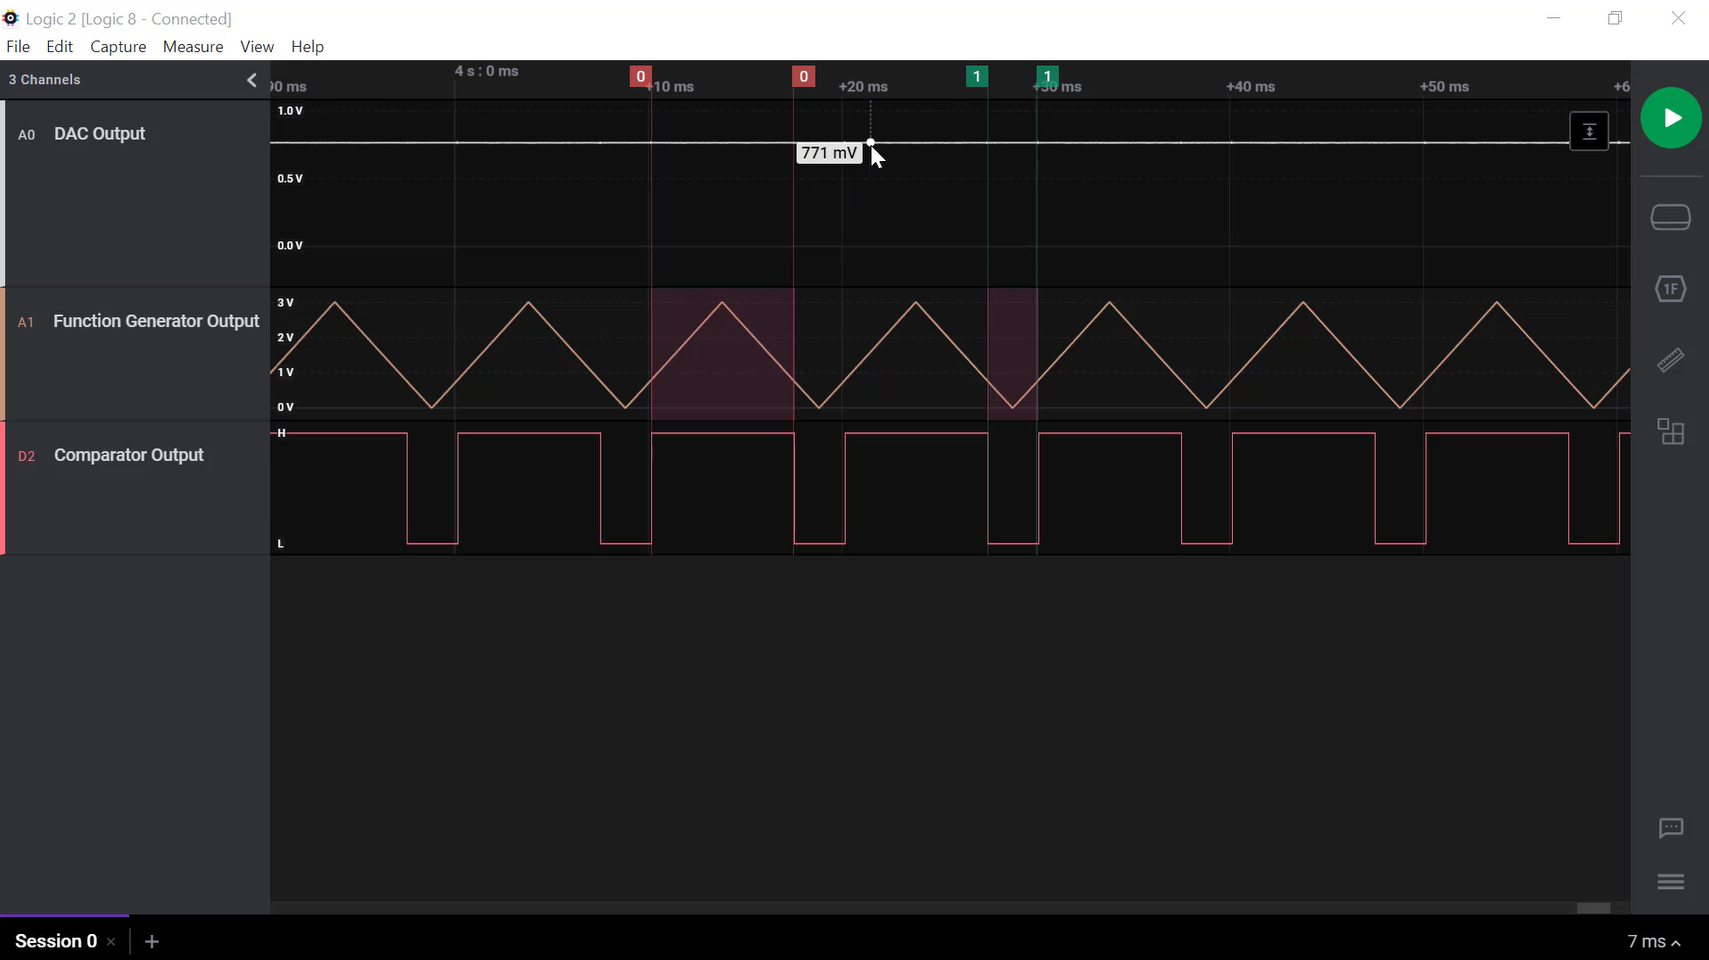 Logic 2 [Logic 8 - Connected]
File Edit Capture Measure View Help
3 Channels
4 s : 0 ms
0 0 1 1
+10 ms +20 ms +30 ms +40 ms +50 ms
A0 DAC Output
1.0 V
771 mV
0.5 V
0.0 V
A1 Function Generator Output
3 V
2 V
1 V
0 V
D2 Comparator Output
H
L
1F
Session 0
7 ms